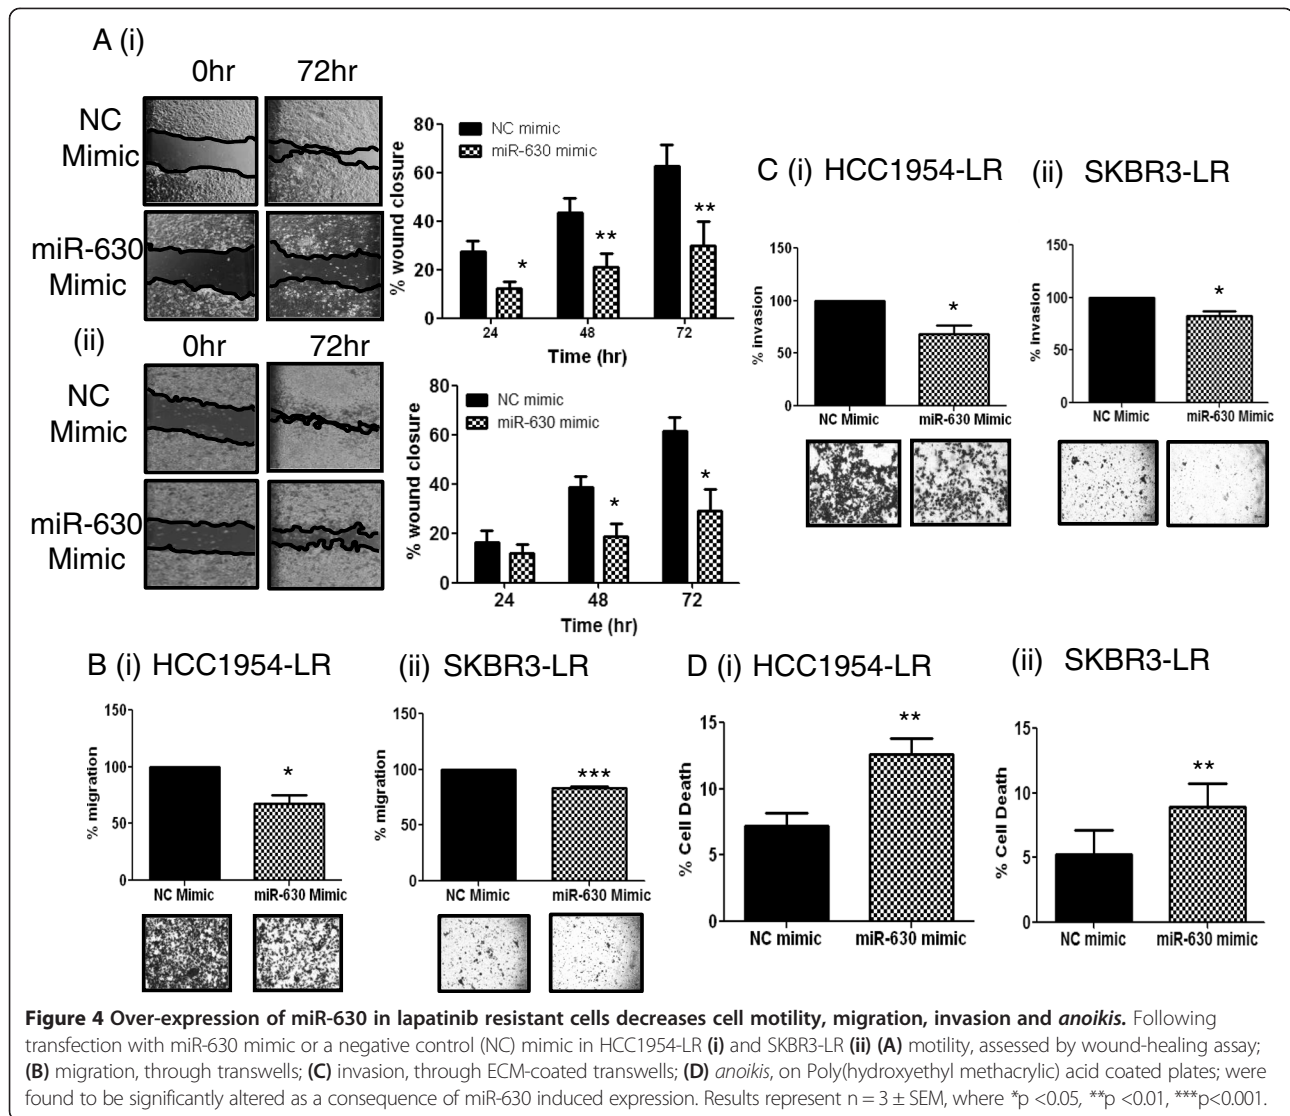 A (i)
0hr 72hr
NC
Mimic
miR-630
Mimic
80
60
40
20
0
% wound closure
NC mimic
miR-630 mimic
*
**
**
24 48 72
Time (hr)
(ii)
0hr 72hr
NC
Mimic
miR-630
Mimic
80
60
40
20
0
% wound closure
NC mimic
miR-630 mimic
*
*
24 48 72
Time (hr)
B (i) HCC1954-LR
150
100
50
0
% migration
*
NC Mimic miR-630 Mimic
(ii) SKBR3-LR
150
100
50
0
% migration
***
NC Mimic miR-630 Mimic
C (i) HCC1954-LR
150
100
50
0
% invasion
*
NC Mimic miR-630 Mimic
(ii) SKBR3-LR
150
100
50
0
% invasion
*
NC Mimic miR-630 Mimic
D (i) HCC1954-LR
15
10
5
0
% Cell Death
**
NC mimic miR-630 mimic
(ii) SKBR3-LR
15
10
5
0
% Cell Death
**
NC mimic miR-630 mimic
Figure 4 Over-expression of miR-630 in lapatinib resistant cells decreases cell motility, migration, invasion and anoikis. Following
transfection with miR-630 mimic or a negative control (NC) mimic in HCC1954-LR (i) and SKBR3-LR (ii) (A) motility, assessed by wound-healing assay;
(B) migration, through transwells; (C) invasion, through ECM-coated transwells; (D) anoikis, on Poly(hydroxyethyl methacrylic) acid coated plates; were
found to be significantly altered as a consequence of miR-630 induced expression. Results represent n = 3 ± SEM, where *p <0.05, **p <0.01, ***p<0.001.